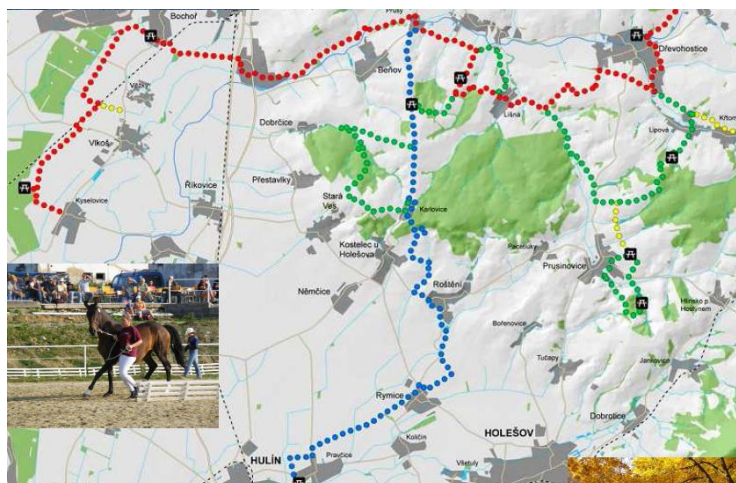 Bochoř
Prusy
Dřevohostice
Beňov
Vlkoš
Dobrčice
Líšná
Lipová
Přestavlky
Říkovice
Kyselovice
Stará
Ves
Karlovice
Kostelec u
Holešova
Pacetluky
Prusinovice
Němčice
Roštění
Hlinsko p.
Hostýnem
Bořenovice
Tučapy
Jankovice
Rymice
Dobrotice
Količín
HOLEŠOV
HULÍN
Pravčice
Všetuly